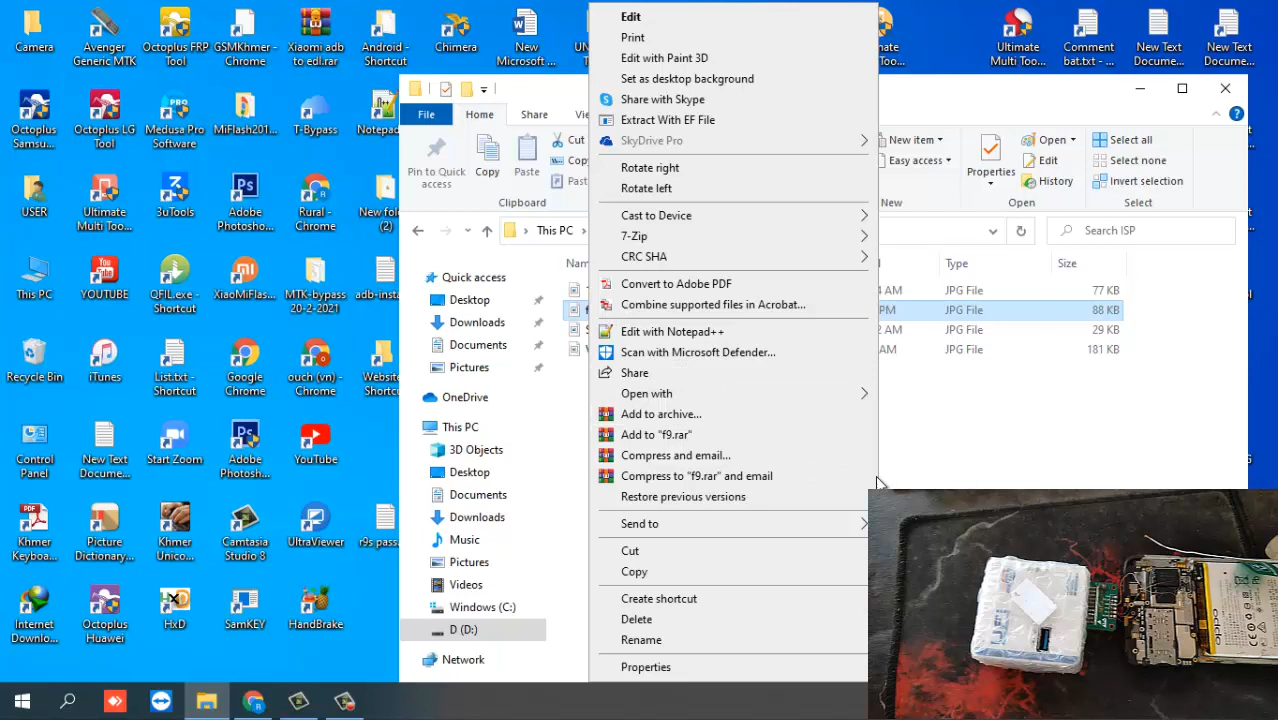 Camera
Avenger Generic MTK
Octoplus FRP Tool
GSMKhmer - Chrome
Xiaomi adb to edl.rar
Android - Shortcut
Chimera
New Microsoft ...
Ultimate Multi Too...
Comment bat.txt - ...
New Text Docume...
New Text Docume...
Octoplus Samsu...
Octoplus LG Tool
Medusa Pro Software
MiFlash201...
T-Bypass
Notepad
USER
Ultimate Multi Too...
3uTools
Adobe Photosho...
Rural - Chrome
New fol (2)
This PC
YOUTUBE
QFIL.exe - Shortcut
XiaoMiFlas...
MTK-bypass 20-2-2021
adb-insta
Recycle Bin
iTunes
List.txt - Shortcut
Google Chrome
ouch (vn) - Chrome
Website Shortcu
Control Panel
New Text Docume...
Start Zoom
Adobe Photosh...
YouTube
Khmer Keyboa...
Picture Dictionary...
Khmer Unico...
Camtasia Studio 8
UltraViewer
r9s pass.
Internet Downlo...
Octoplus Huawei
HxD
SamKEY
HandBrake
File
Home
Share
Pin to Quick access
Copy
Paste
Cut
Clipboard
New item
Easy access
New
Properties
Open
Edit
History
Open
Select all
Select none
Invert selection
Select
This PC
Search ISP
Type
Size
JPG File
77 KB
JPG File
88 KB
JPG File
29 KB
JPG File
181 KB
Quick access
Desktop
Downloads
Documents
Pictures
OneDrive
This PC
3D Objects
Desktop
Documents
Downloads
Music
Pictures
Videos
Windows (C:)
D (D:)
Network
Edit
Print
Edit with Paint 3D
Set as desktop background
Share with Skype
Extract With EF File
SkyDrive Pro
Rotate right
Rotate left
Cast to Device
7-Zip
CRC SHA
Convert to Adobe PDF
Combine supported files in Acrobat...
Edit with Notepad++
Scan with Microsoft Defender...
Share
Open with
Add to archive...
Add to "f9.rar"
Compress and email...
Compress to "f9.rar" and email
Restore previous versions
Send to
Cut
Copy
Create shortcut
Delete
Rename
Properties
UFI
oppo